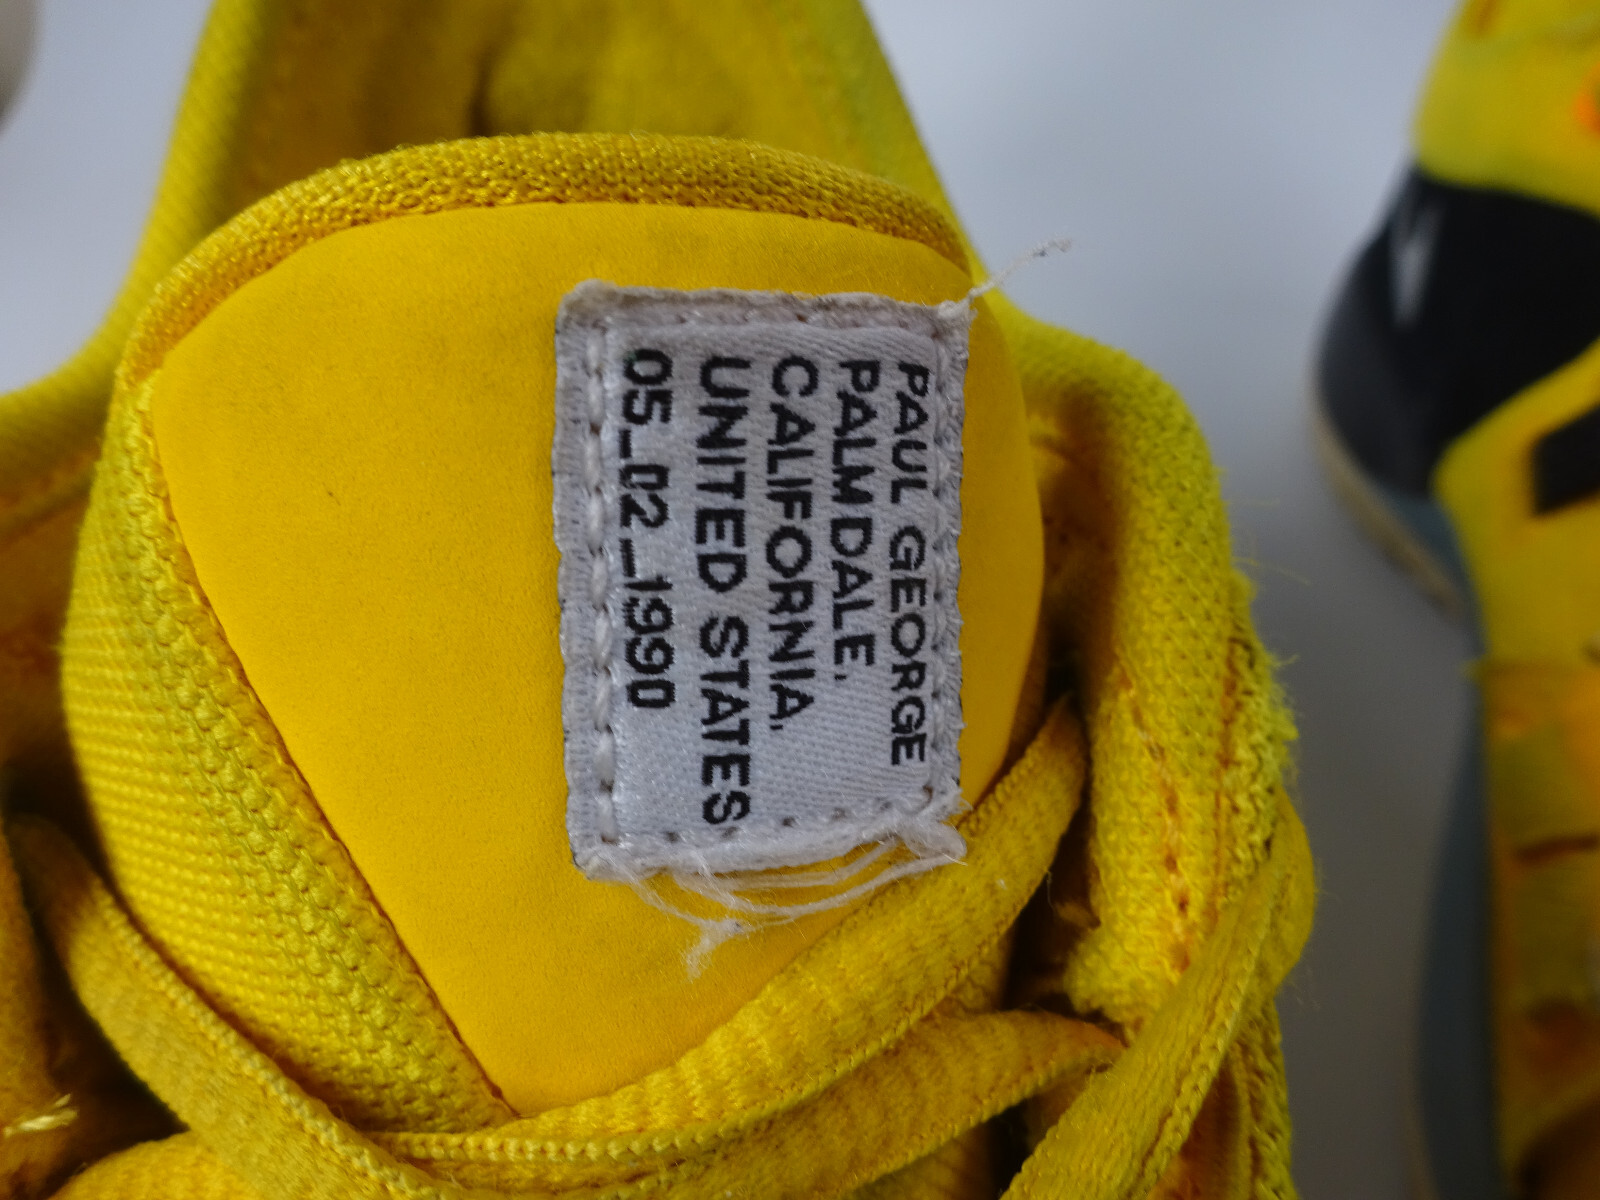 PAUL GEORGE
PALMDALE,
CALIFORNIA,
UNITED STATES
05_02_1990